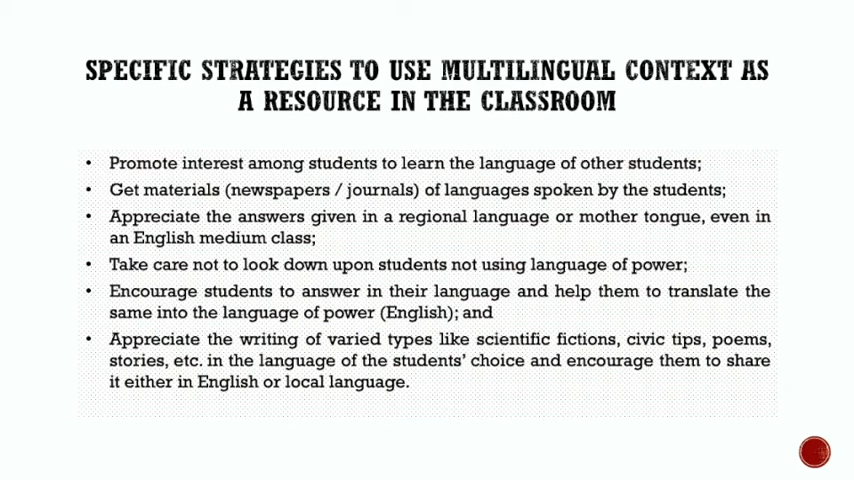 SPECIFIC STRATEGIES TO USE MULTILINGUAL CONTEXT AS
A RESOURCE IN THE CLASSROOM
• Promote interest among students to learn the language of other students;
• Get materials (newspapers / journals) of languages spoken by the students;
• Appreciate the answers given in a regional language or mother tongue, even in
an English medium class;
• Take care not to look down upon students not using language of power;
• Encourage students to answer in their language and help them to translate the
same into the language of power (English); and
• Appreciate the writing of varied types like scientific fictions, civic tips, poems,
stories, etc. in the language of the students’ choice and encourage them to share
it either in English or local language.